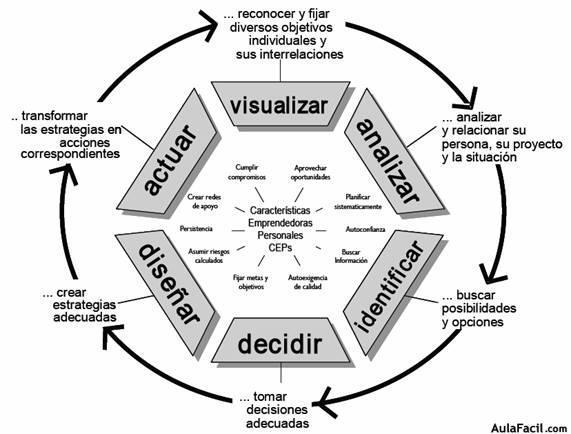 ... reconocer y fijar
diversos objetivos
individuales y
sus interrelaciones
visualizar
... analizar
y relacionar su
persona, su proyecto
y la situación
analizar
... buscar
posibilidades
y opciones
identificar
... tomar
decisiones
adecuadas
decidir
... crear
estrategias
adecuadas
diseñar
.. transformar
las estrategias en
acciones
correspondientes
actuar
Características
Emprendedoras
Personales
CEPs
Cumplir
compromisos
Aprovechar
oportunidades
Planificar
sistematicamente
Autoconfianza
Buscar
Información
Autoexigencia
de calidad
Fijar metas y
objetivos
Asumir riesgos
calculados
Persistencia
Crear redes
de apoyo
AulaFacil.com